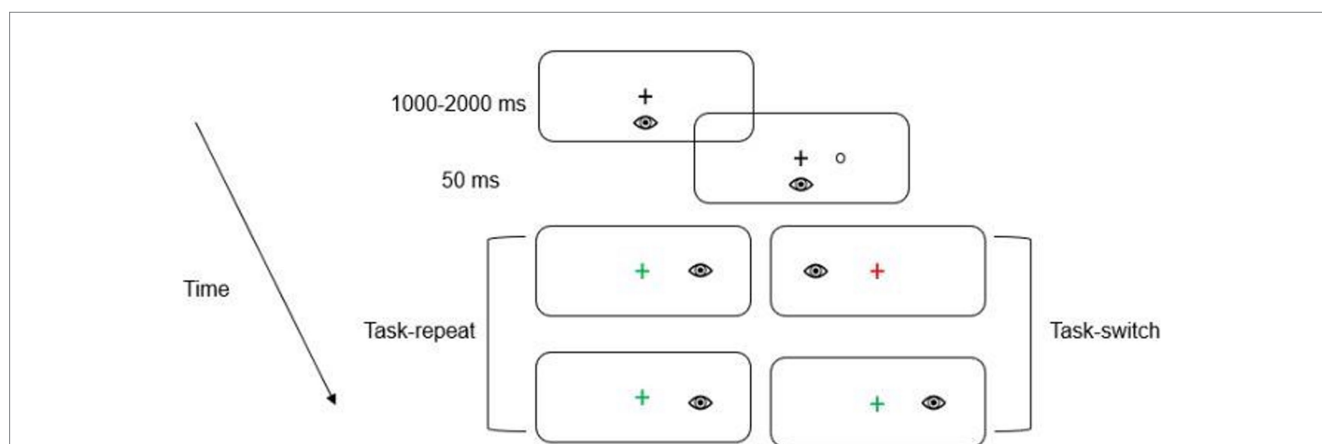 1000-2000 ms
50 ms
Time
Task-repeat
Task-switch